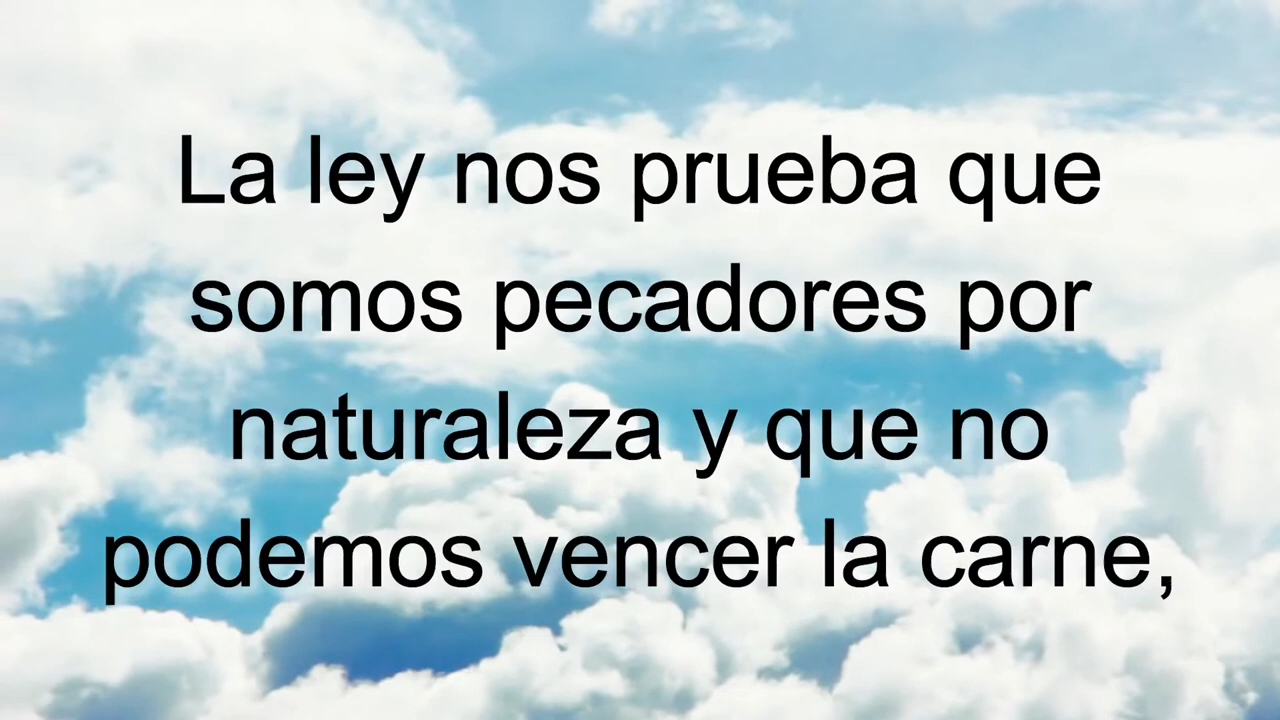 La ley nos prueba que
somos pecadores por
naturaleza y que no
podemos vencer la carne,